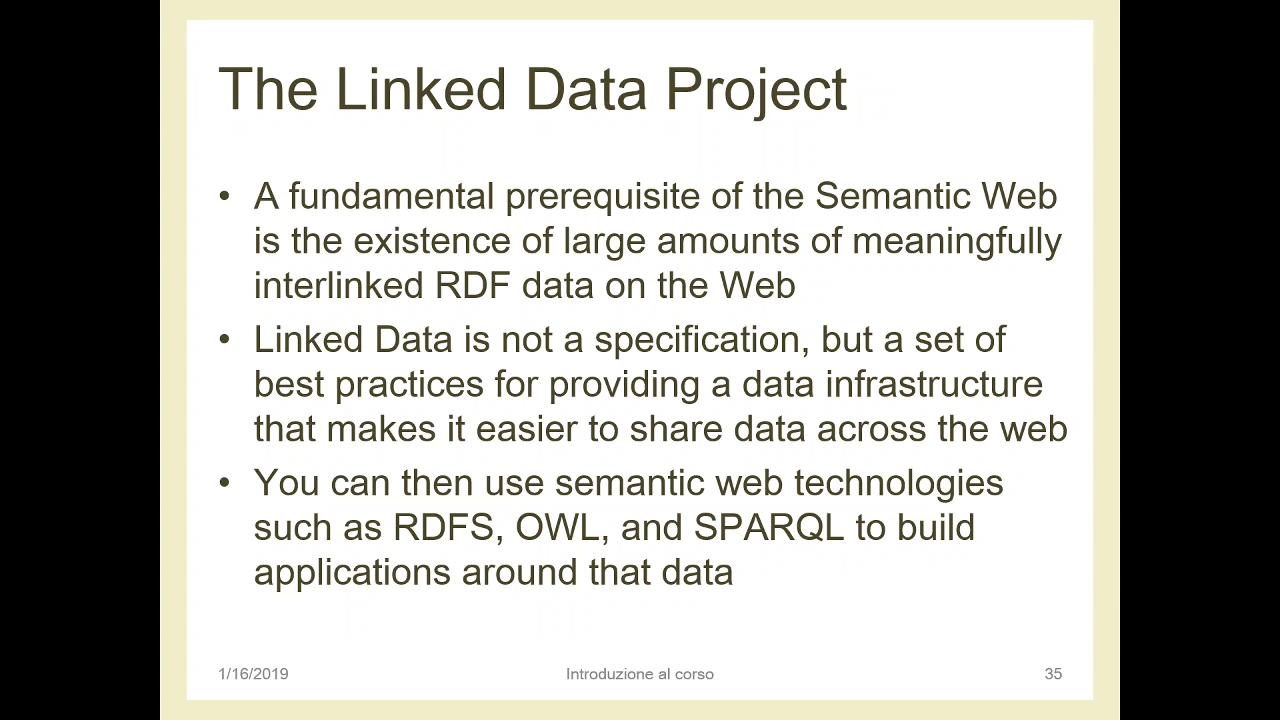 The Linked Data Project
• A fundamental prerequisite of the Semantic Web
is the existence of large amounts of meaningfully
interlinked RDF data on the Web
• Linked Data is not a specification, but a set of
best practices for providing a data infrastructure
that makes it easier to share data across the web
• You can then use semantic web technologies
such as RDFS, OWL, and SPARQL to build
applications around that data
1/16/2019 Introduzione al corso 35